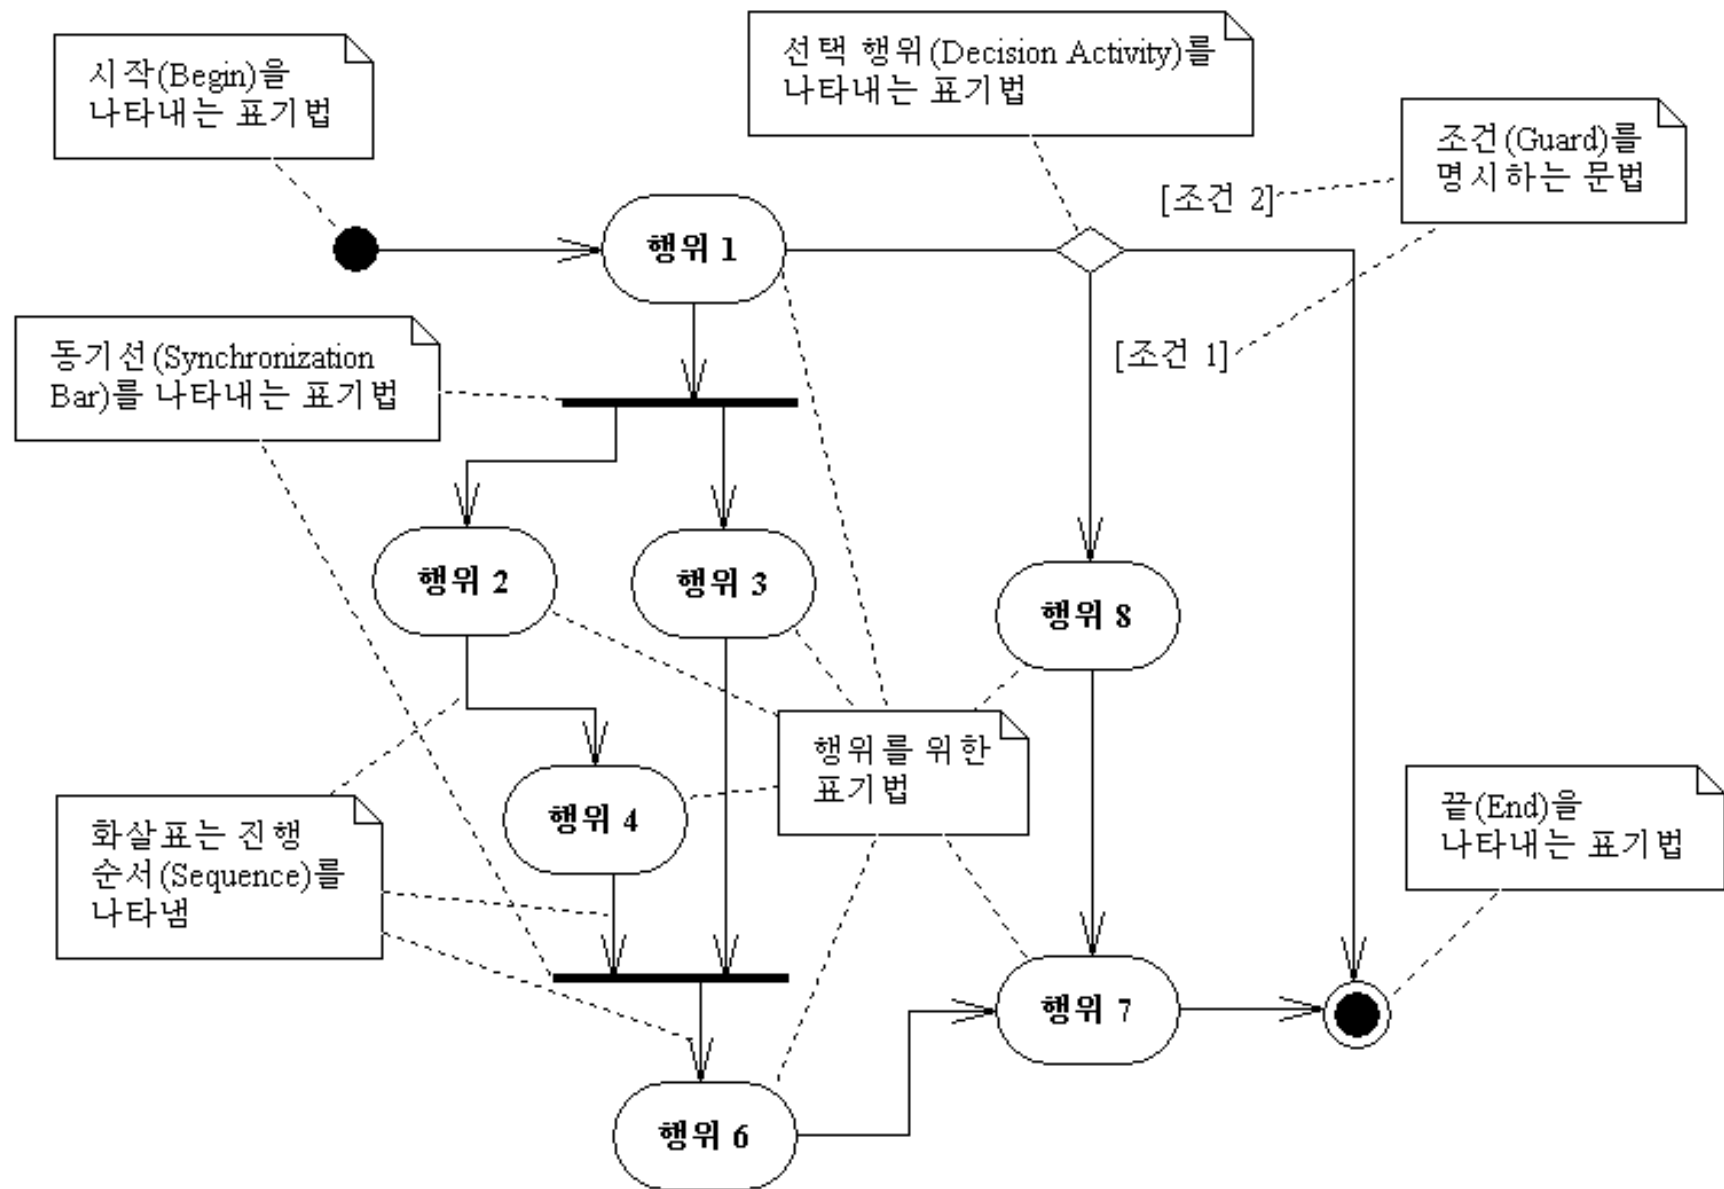 시작(Begin)을
나타내는 표기법
선택 행위(Decision Activity)를
나타내는 표기법
조건(Guard)를
명시하는 문법
[조건 2]
행위 1
동기선(Synchronization
Bar)를 나타내는 표기법
[조건 1]
행위 2
행위 3
행위 8
행위를 위한
표기법
행위 4
화살표는 진행
순서(Sequence)를
나타냄
끝(End)을
나타내는 표기법
행위 7
행위 6